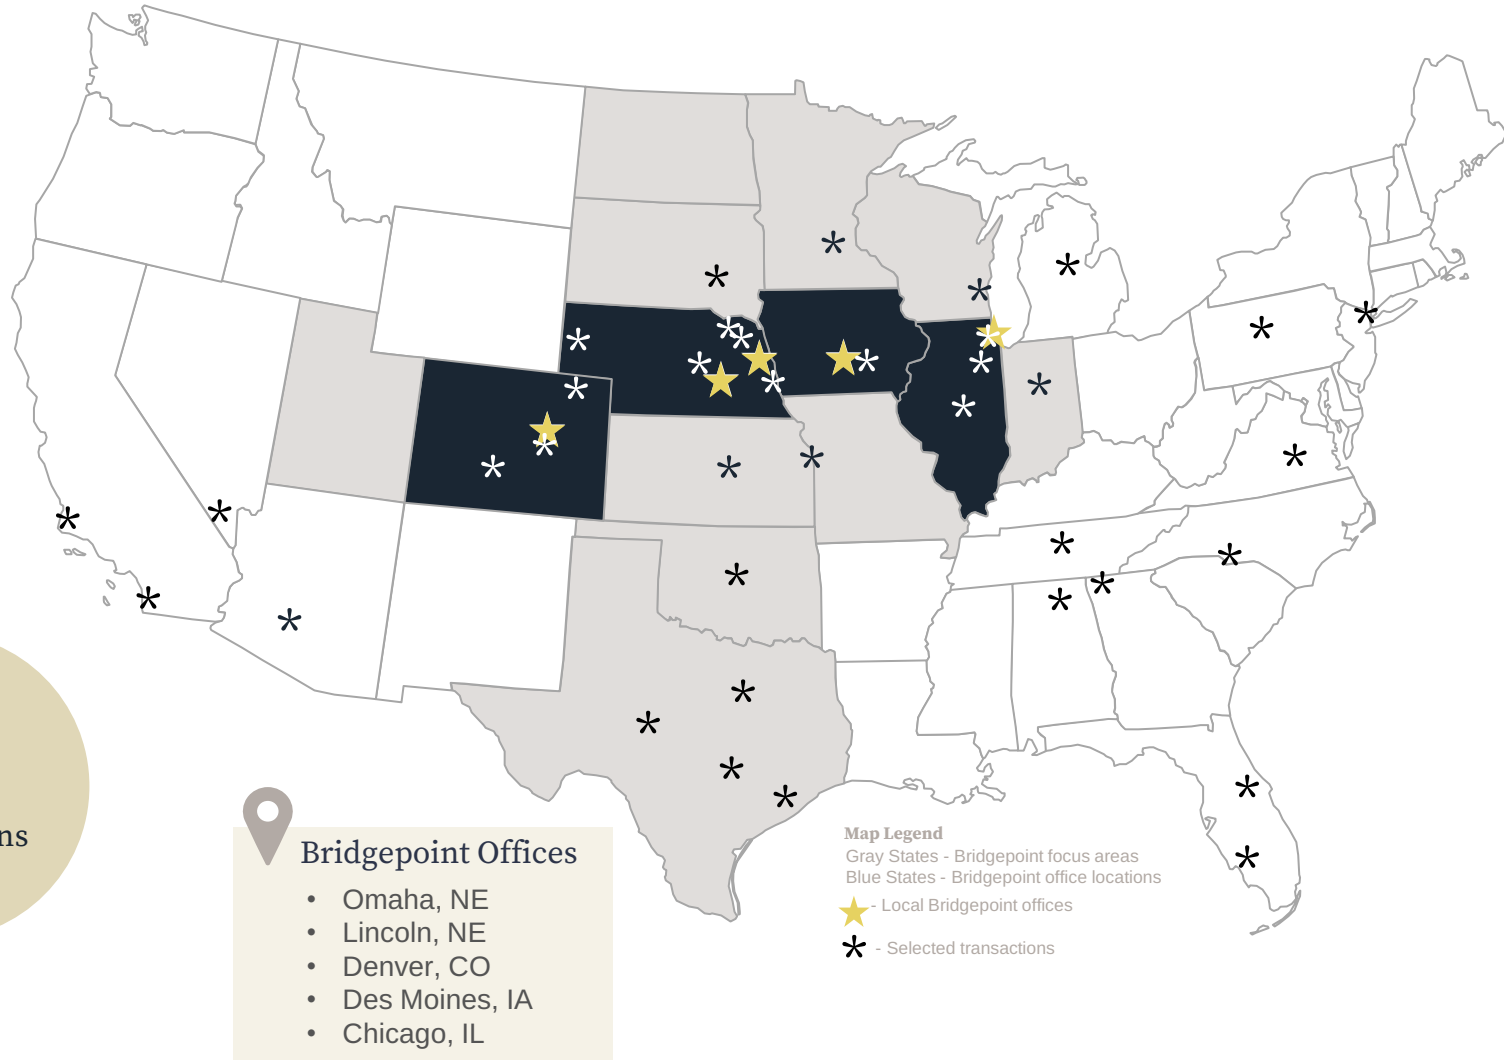 ns
Bridgepoint Offices
• Omaha, NE
• Lincoln, NE
• Denver, CO
• Des Moines, IA
• Chicago, IL
Map Legend
Gray States - Bridgepoint focus areas
Blue States - Bridgepoint office locations
- Local Bridgepoint offices
- Selected transactions